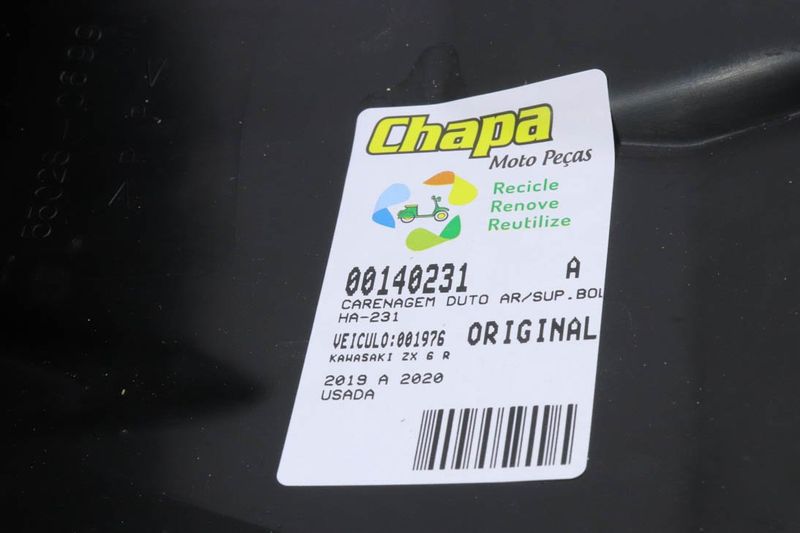 Chapa
Moto Peças
Recicle
Renove
Reutilize
00140231 A
CARENAGEM DUTO AR/SUP.BOL
HA-231
VEICULO:001976 ORIGINAL
KAWASAKI ZX 6 R
2019 A 2020
USADA